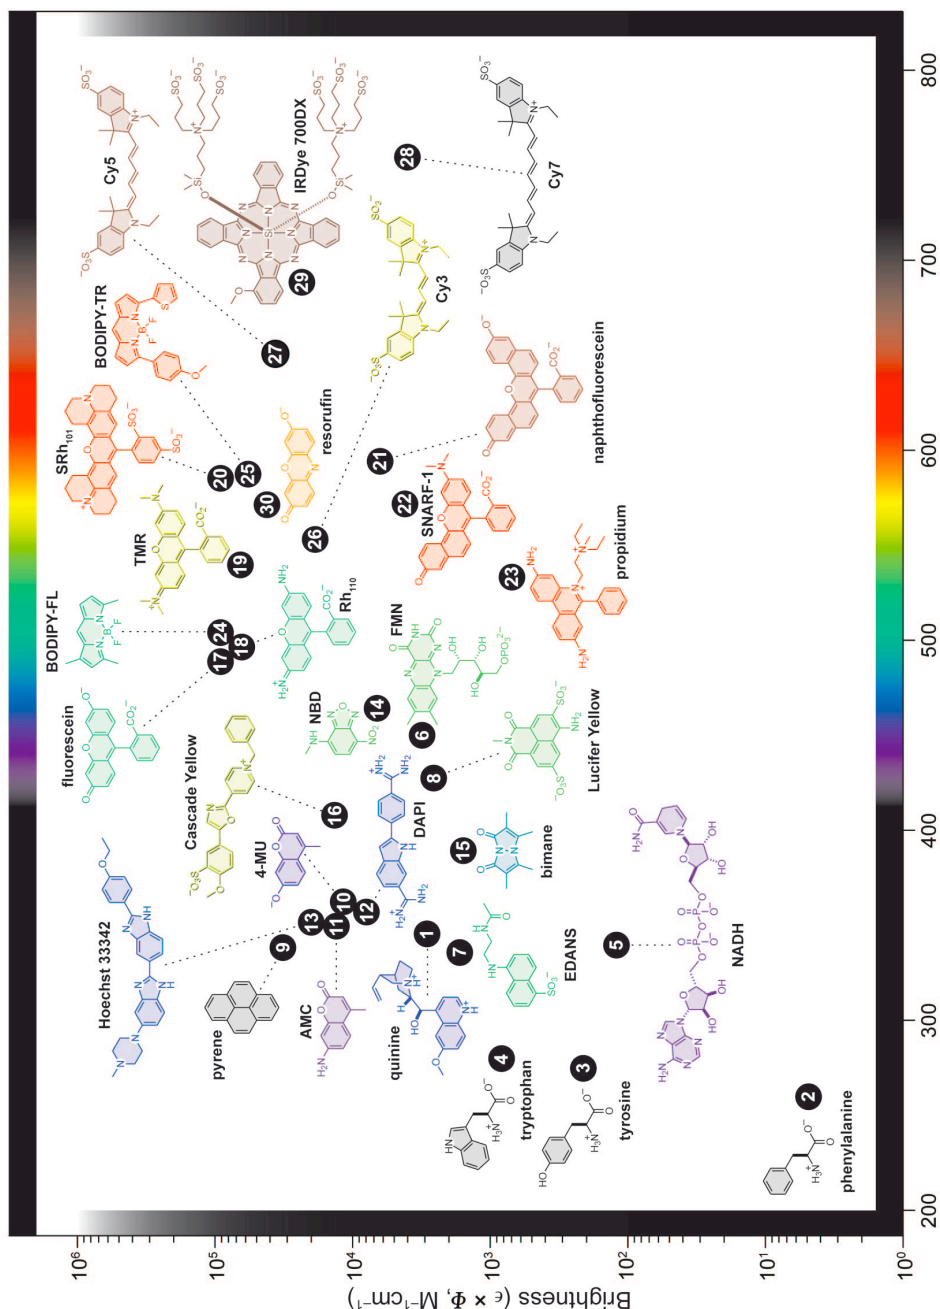 Brightness (ϵ × Φ, M⁻¹cm⁻¹)
10⁶
10⁵
10⁴
10³
10²
10¹
10⁰
Hoechst 33342
fluorescein
BODIPY-FL
SRh₁₀₁
BODIPY-TR
Cy5
pyrene
Cascade Yellow
TMR
9
13
11
10
12
16
17
24
18
19
20
25
30
27
29
IRDye 700DX
AMC
4-MU
NBD
Rh₁₁₀
resorufin
26
14
21
22
28
quinine
1
DAPI
6
FMN
SNARF-1
Cy3
4
7
15
8
23
tryptophan
EDANS
bimane
Lucifer Yellow
propidium
naphthofluorescein
Cy7
3
tyrosine
5
NADH
2
phenylalanine
200
300
400
500
600
700
800